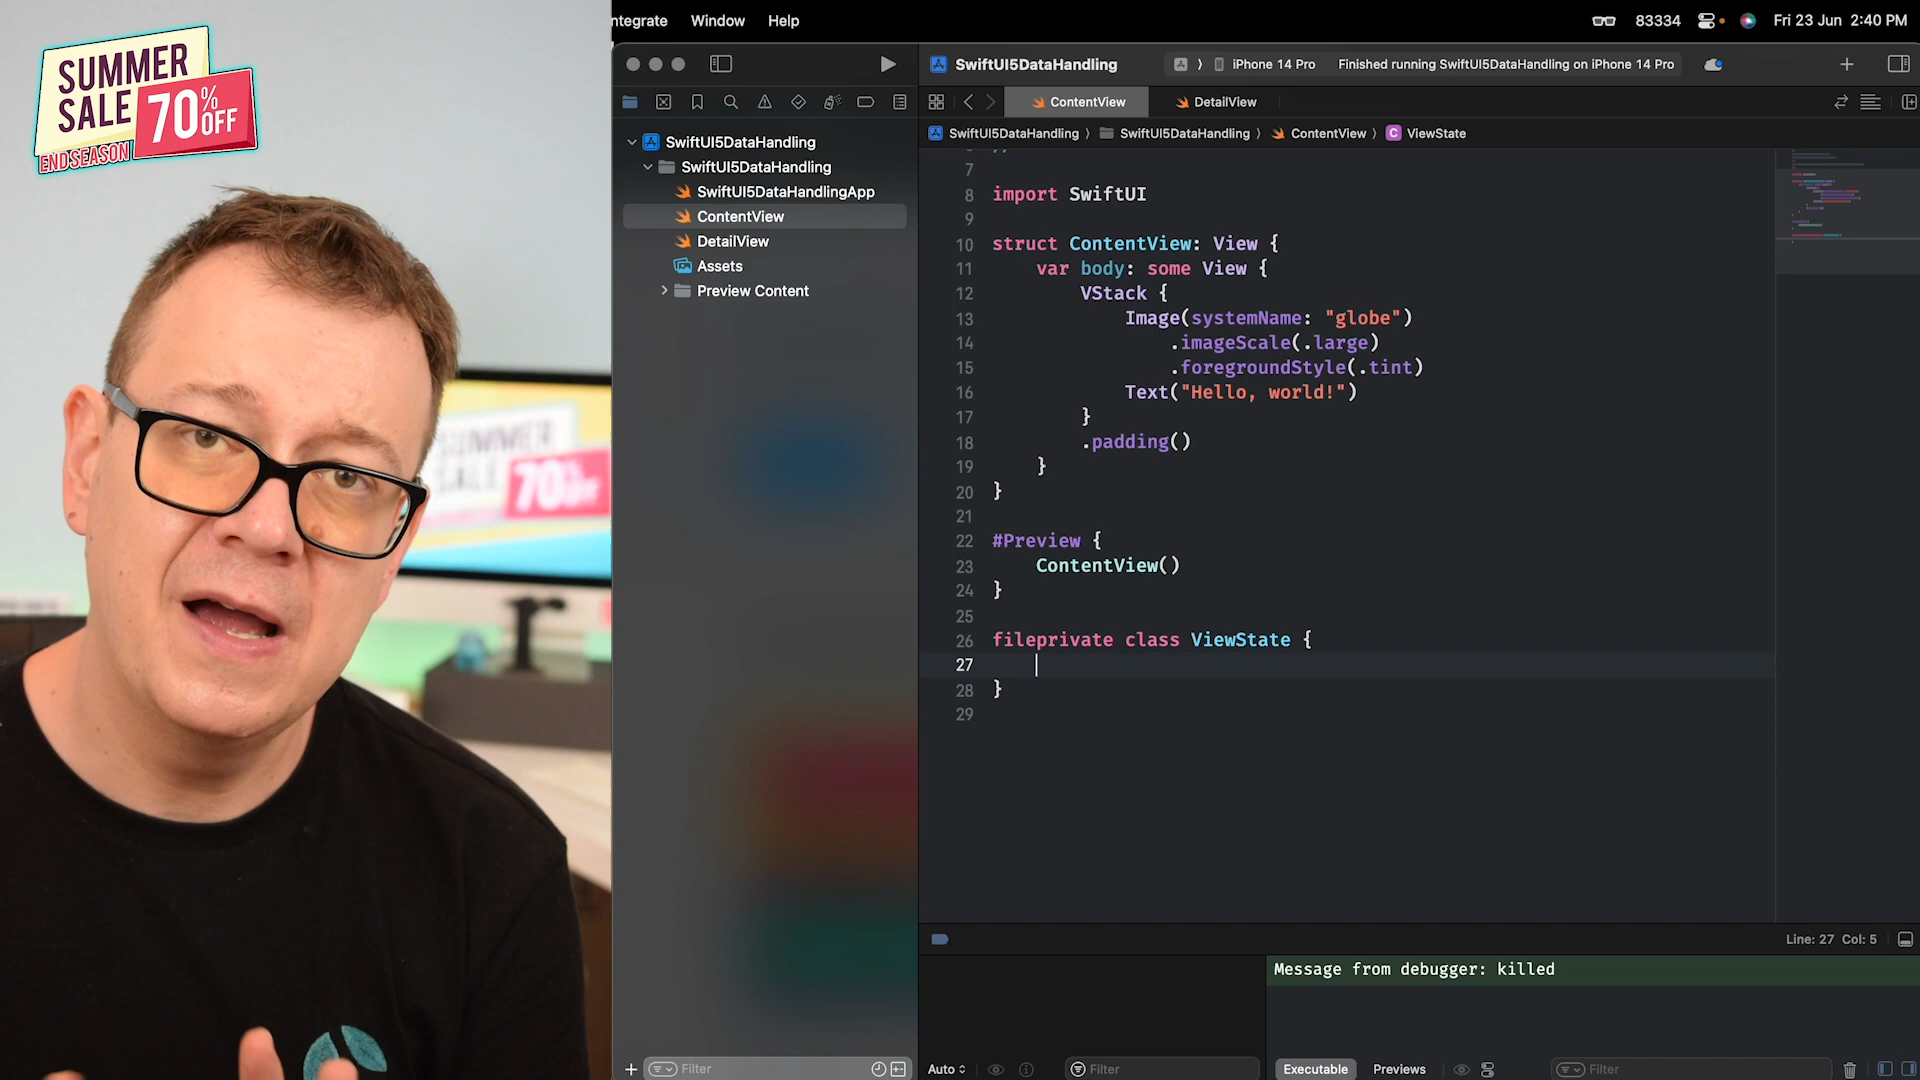 SUMMER
SALE 70% OFF
END SEASON
SUMMER
SALE 70%
ntegrate Window Help
83334 Fri 23 Jun 2:40 PM
SwiftUI5DataHandling
iPhone 14 Pro Finished running SwiftUI5DataHandling on iPhone 14 Pro
ContentView DetailView
SwiftUI5DataHandling SwiftUI5DataHandling ContentView C ViewState
SwiftUI5DataHandling
SwiftUI5DataHandling
SwiftUI5DataHandlingApp
ContentView
DetailView
Assets
Preview Content
7
8 import SwiftUI
9
10 struct ContentView: View {
11 var body: some View {
12 VStack {
13 Image(systemName: "globe")
14 .imageScale(.large)
15 .foregroundStyle(.tint)
16 Text("Hello, world!")
17 }
18 .padding()
19 }
20 }
21
22 #Preview {
23 ContentView()
24 }
25
26 fileprivate class ViewState {
27
28 }
29
Line: 27 Col: 5
Message from debugger: killed
Filter
Auto
Filter
Executable Previews
Filter